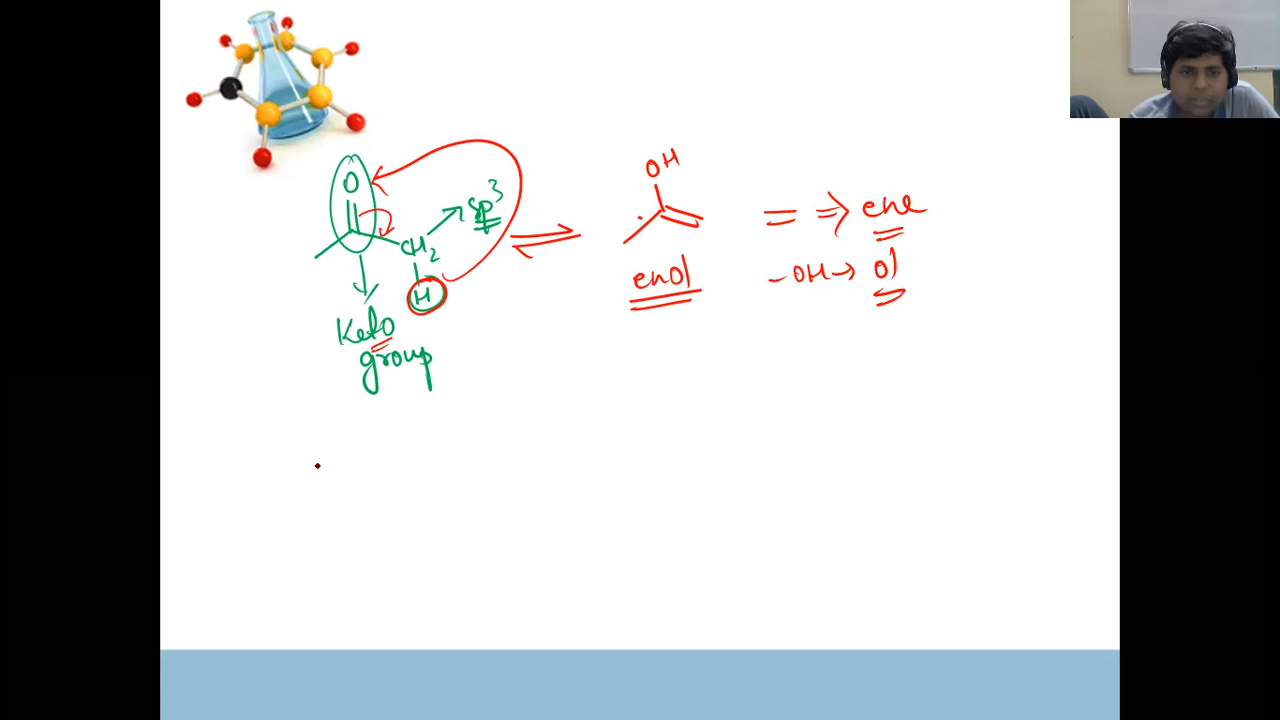 O
CH2
H
sp3
Keto
group
OH
enol
= ⇒ ene
-OH → ol